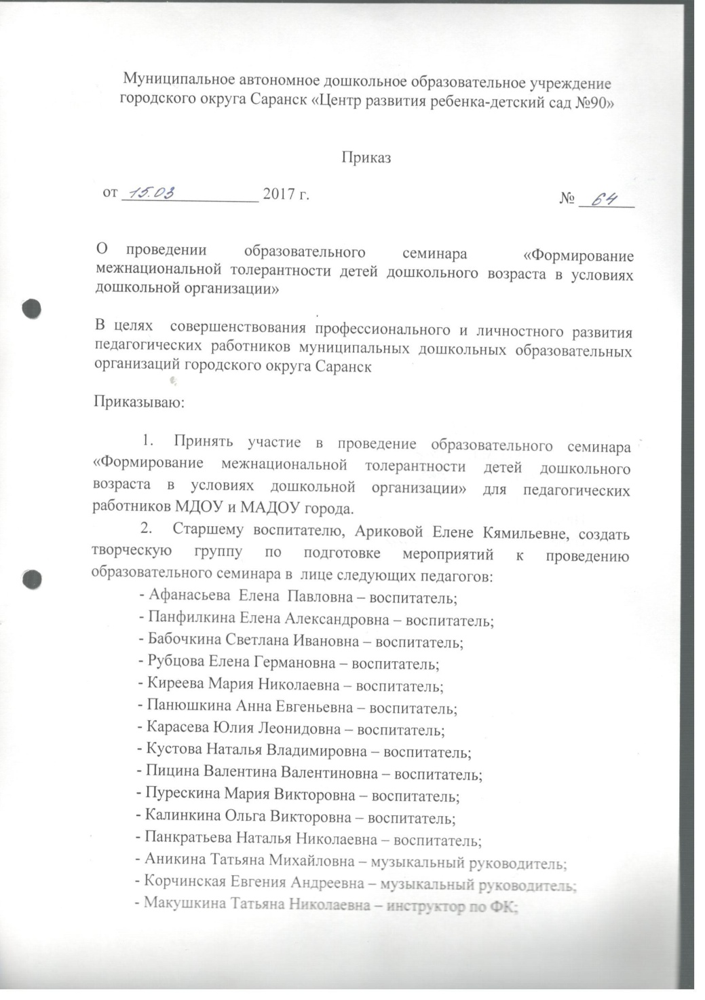 Муниципальное автономное дошкольное образовательное учреждение
городского округа Саранск «Центр развития ребенка-детский сад №90»
Приказ
от 15.03 2017 г.
№ 64
О проведении образовательного семинара «Формирование
межнациональной толерантности детей дошкольного возраста в условиях
дошкольной организации»
В целях совершенствования профессионального и личностного развития
педагогических работников муниципальных дошкольных образовательных
организаций городского округа Саранск
Приказываю:
1. Принять участие в проведение образовательного семинара
«Формирование межнациональной толерантности детей дошкольного
возраста в условиях дошкольной организации» для педагогических
работников МДОУ и МАДОУ города.
2. Старшему воспитателю, Ариковой Елене Кямильевне, создать
творческую группу по подготовке мероприятий к проведению
образовательного семинара в лице следующих педагогов:
- Афанасьева Елена Павловна – воспитатель;
- Панфилкина Елена Александровна – воспитатель;
- Бабочкина Светлана Ивановна – воспитатель;
- Рубцова Елена Германовна – воспитатель;
- Киреева Мария Николаевна – воспитатель;
- Панюшкина Анна Евгеньевна – воспитатель;
- Карасева Юлия Леонидовна – воспитатель;
- Кустова Наталья Владимировна – воспитатель;
- Пицина Валентина Валентиновна – воспитатель;
- Пурескина Мария Викторовна – воспитатель;
- Калинкина Ольга Викторовна – воспитатель;
- Панкратьева Наталья Николаевна – воспитатель;
- Аникина Татьяна Михайловна – музыкальный руководитель;
- Корчинская Евгения Андреевна – музыкальный руководитель;
- Макушкина Татьяна Николаевна – инструктор по ФК;